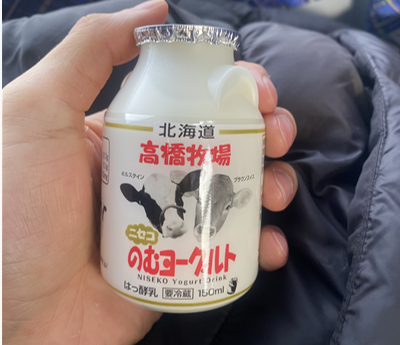 北海道
高橋牧場
ホルスタイン ブラウンスイス
ニセコ
のむヨーグルト
NISEKO Yogurt Drink
はっ酵乳 要冷蔵 150ml